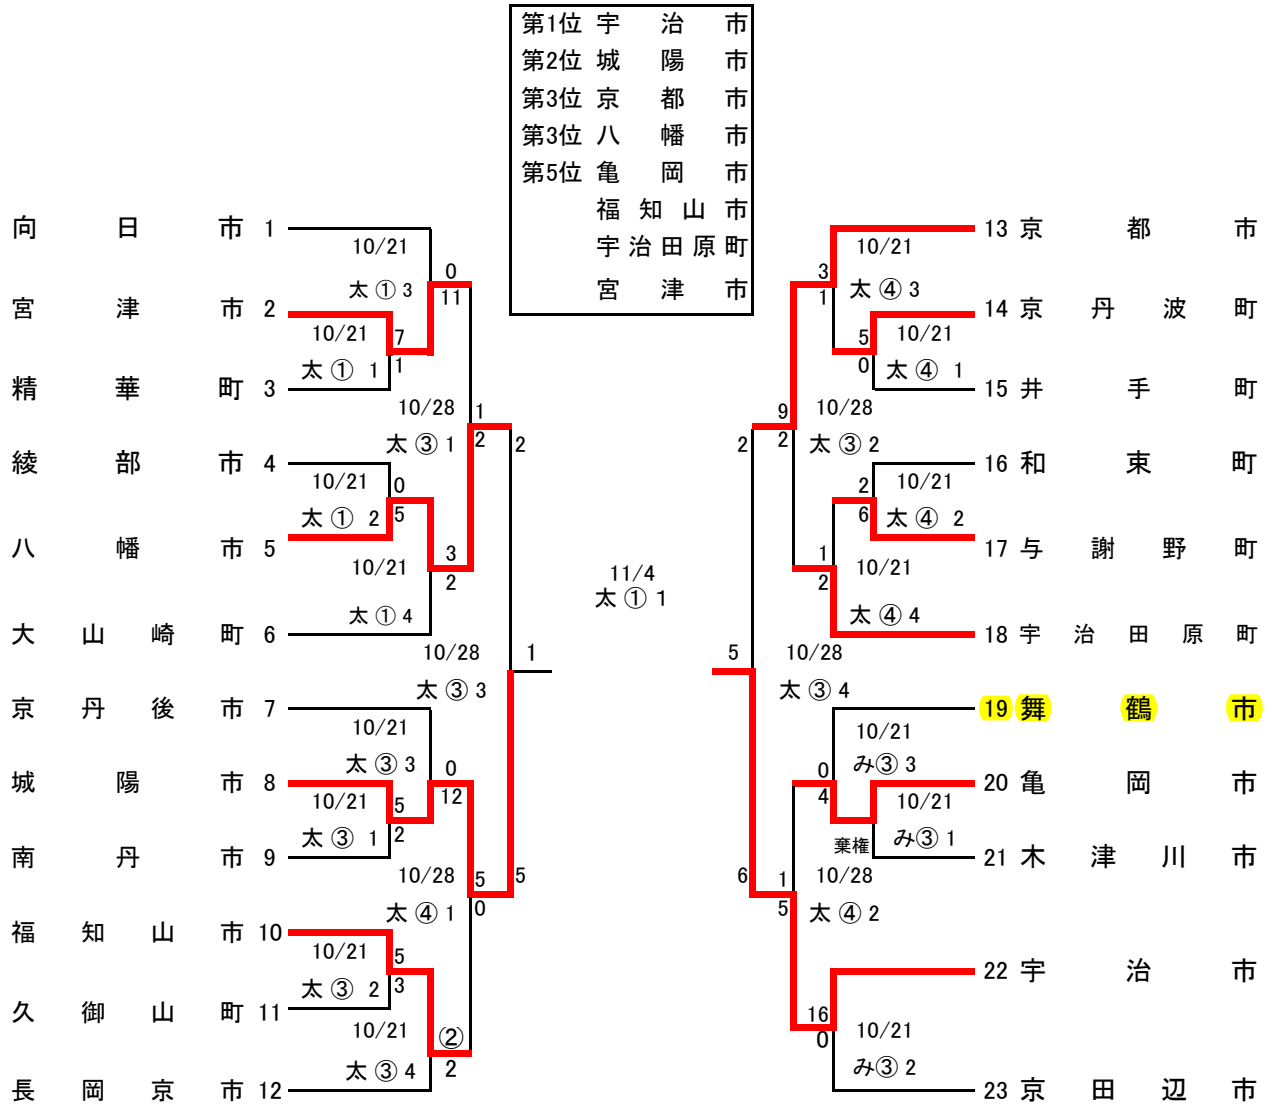 第1位 宇治市
第2位 城陽市
第3位 京都市
第3位 八幡市
第5位 亀岡市
福知山市
宇治田原町
宮津市
向日市 1
10/21
太 ① 3
0
11
宮津市 2
10/21
太 ① 1
7
1
精華町 3
10/28
太 ③ 1
1
2
2
綾部市 4
10/21
太 ① 2
0
5
八幡市 5
10/21
太 ① 4
3
2
大山崎町 6
10/28
太 ③ 3
1
京丹後市 7
10/21
太 ③ 3
0
12
城陽市 8
10/21
太 ③ 1
5
2
南丹市 9
10/28
太 ④ 1
5
0
5
福知山市 10
10/21
太 ③ 2
5
3
久御山町 11
10/21
太 ③ 4
②
2
長岡京市 12
11/4
太 ① 1
13 京都市
10/21
太 ④ 3
3
1
14 京丹波町
10/21
太 ④ 1
5
0
15 井手町
10/28
太 ③ 2
9
2
2
16 和束町
10/21
太 ④ 2
2
6
17 与謝野町
10/21
太 ④ 4
1
2
18 宇治田原町
10/28
太 ③ 4
5
19 舞鶴市
10/21
み③ 3
0
4
20 亀岡市
10/21
み③ 1
棄権
21 木津川市
10/28
太 ④ 2
6
1
5
22 宇治市
10/21
み③ 2
16
0
23 京田辺市